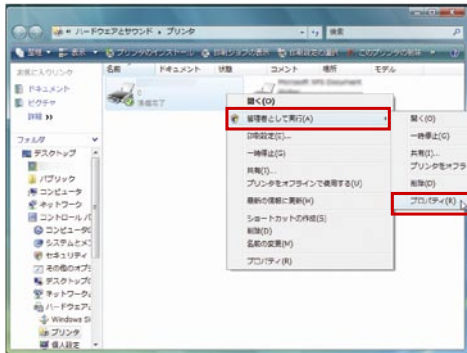 « ハードウェアとサウンド ▸ プリンタ
検索
整理 表示 プリンタのインストール 印刷ジョブの表示 印刷設定の選択 このプリンタの削除
お気に入りリンク
ドキュメント
ピクチャ
詳細 »
フォルダ
デスクトップ
パブリック
コンピュータ
ネットワーク
コントロール パ
コンピュータの
システムとメン
セキュリティ
その他のオプシ
デスクトップの
ネットワークと
ハードウェアと
Windows Si
プリンタ
個人設定
名前 ドキュメント 状態 コメント 場所 モデル
0
準備完了
Microsoft XPS Document
開く(O)
管理者として実行(A)
印刷設定(E)...
一時停止(G)
共有(I)...
プリンタをオフラインで使用する(U)
最新の情報に更新(H)
ショートカットの作成(S)
削除(D)
名前の変更(M)
プロパティ(R)
開く(O)
一時停止(G)
共有(I)...
プリンタをオフラ
削除(D)
プロパティ(R)